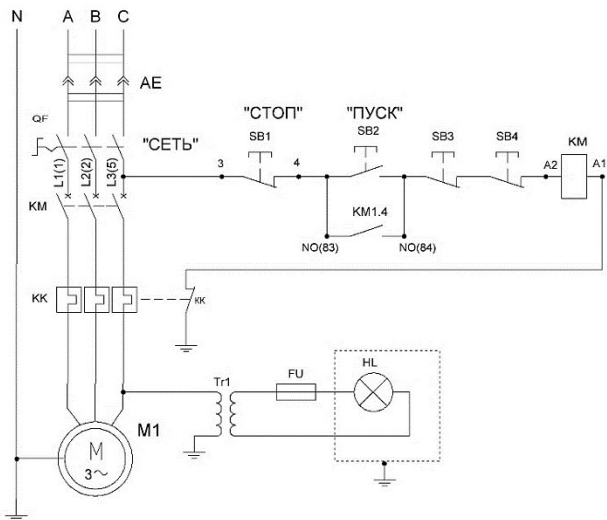 N A B C
AE
QF
"СЕТЬ"
"СТОП" "ПУСК"
SB1 SB2 SB3 SB4 KM
3 4 A2 A1
L1(1) L2(2) L3(5)
KM
KM1.4
NO(83) NO(84)
KK
KK
Tr1 FU HL
M1
M
3~